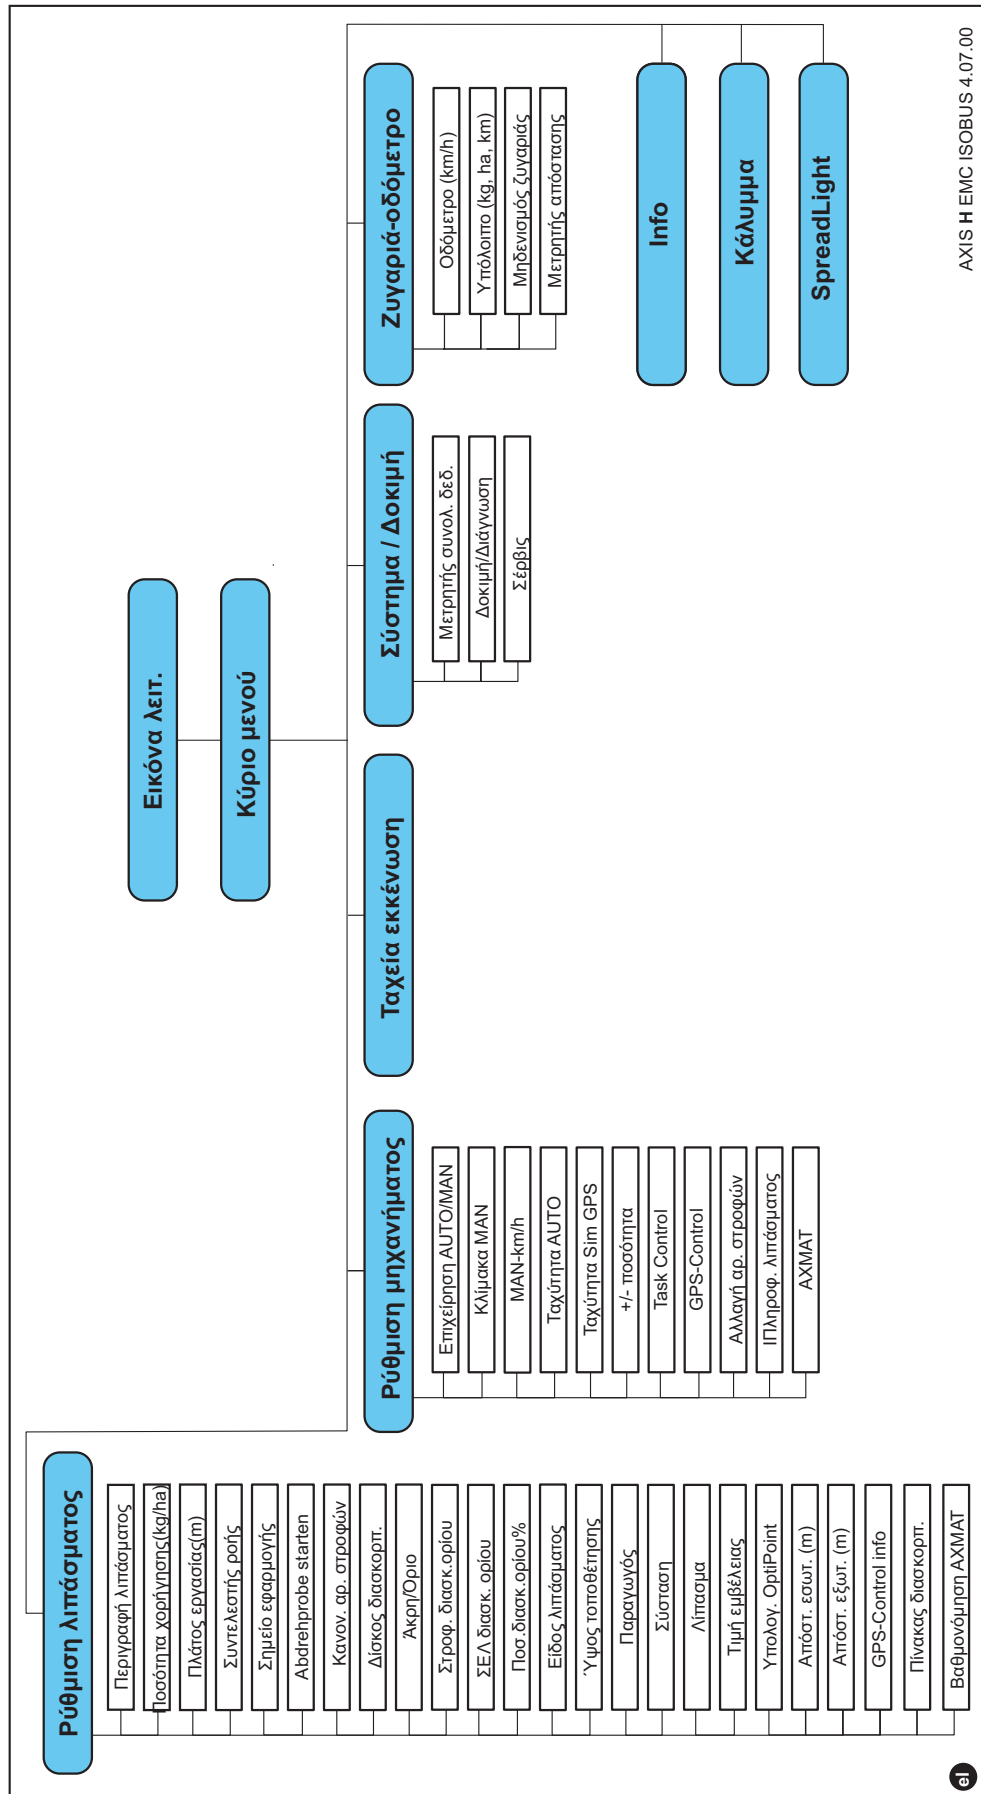 Εικόνα λειτ.
Κύριο μενού
Ρύθμιση λιπάσματος
Περιγραφή λιπάσματος
Ποσότητα χορήγησης(kg/ha)
Πλάτος εργασίας(m)
Συντελεστής ροής
Σημείο εφαρμογής
Abdrehprobe starten
Κανον. αρ. στροφών
Δίσκος διασκορπ.
Άκρη/Όριο
Στροφ. διασκ.ορίου
ΣΕΛ διασκ. ορίου
Ποσ.διασκ.ορίου%
Είδος λιπάσματος
Ύψος τοποθέτησης
Παραγωγός
Σύσταση
Λίπασμα
Τιμή εμβέλειας
Υπολογ. OptiPoint
Απόστ. εσωτ. (m)
Απόστ. εξωτ. (m)
GPS-Control info
Πίνακας διασκορπ.
Βαθμονόμηση AXMAT
Ρύθμιση μηχανήματος
Επιχείρηση AUTO/MAN
Κλίμακα MAN
MAN-km/h
Ταχύτητα AUTO
Ταχύτητα Sim GPS
+/- ποσότητα
Task Control
GPS-Control
Αλλαγή αρ. στροφών
IΠληροφ. λιπάσματος
AXMAT
Ταχεία εκκένωση
Σύστημα / Δοκιμή
Μετρητής συνολ. δεδ.
Δοκιμή/Διάγνωση
Σέρβις
Ζυγαριά-οδόμετρο
Οδόμετρο (km/h)
Υπόλοιπο (kg, ha, km)
Μηδενισμός ζυγαριάς
Μετρητής απόστασης
Info
Κάλυμμα
SpreadLight
AXIS H EMC ISOBUS 4.07.00
el